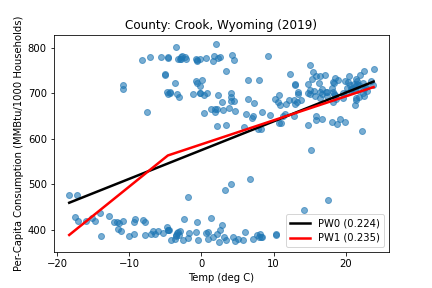 County: Crook, Wyoming (2019)
Per-Capita Consumption (MMBtu/1000 Households)
800
700
600
500
400
−20
−10
0
10
20
Temp (deg C)
PW0 (0.224)
PW1 (0.235)